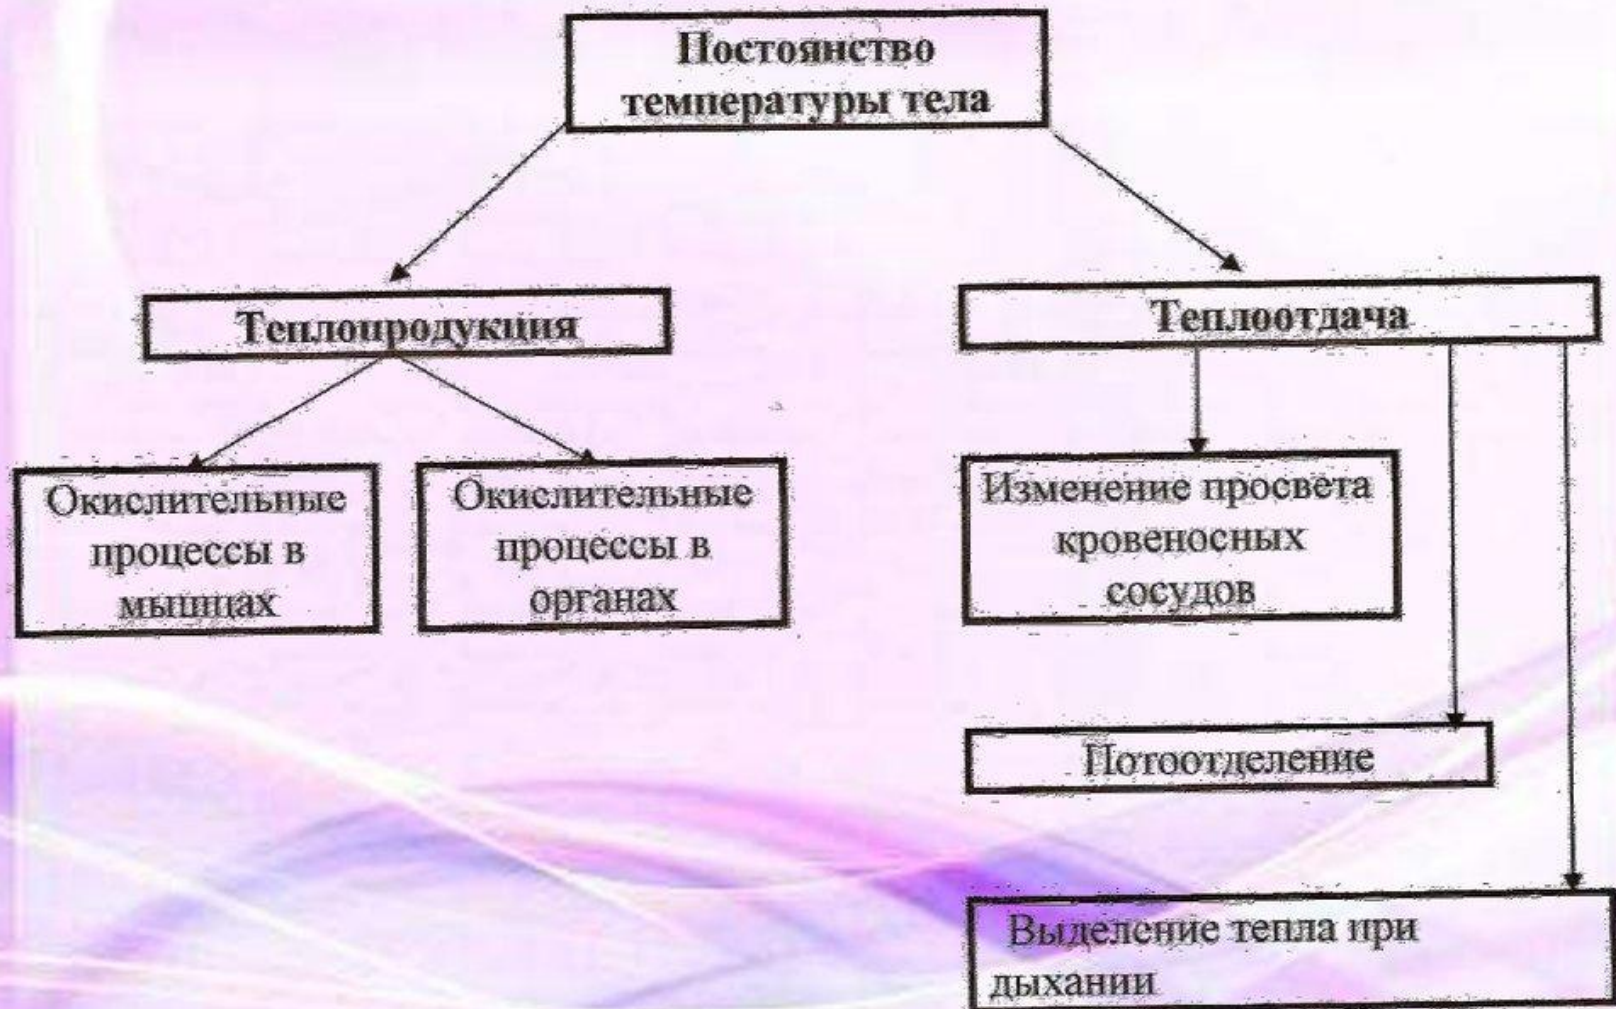 Постоянство
температуры тела
Теплопродукция
Теплоотдача
Окислительные
процессы в
мышцах
Окислительные
процессы в
органах
Изменение просвета
кровеносных
сосудов
Потоотделение
Выделение тепла при
дыхании